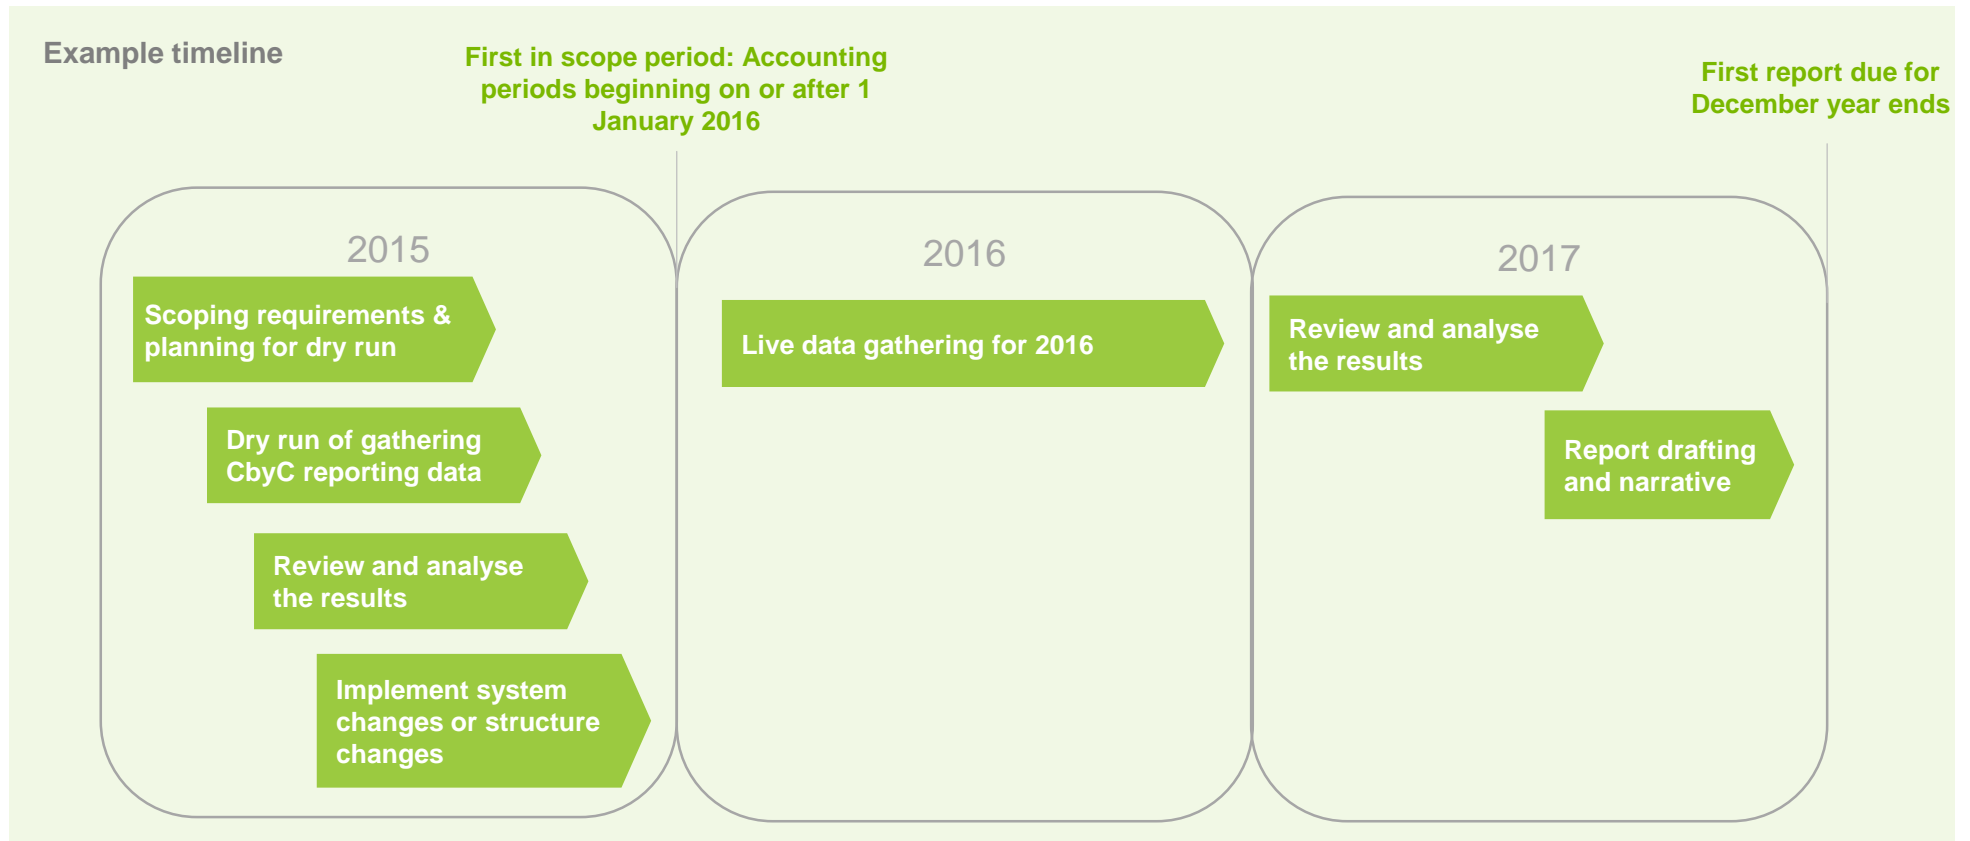 Example timeline
First in scope period: Accounting
periods beginning on or after 1
January 2016
First report due for
December year ends
2015
Scoping requirements &
planning for dry run
Dry run of gathering
CbyC reporting data
Review and analyse
the results
Implement system
changes or structure
changes
2016
Live data gathering for 2016
2017
Review and analyse
the results
Report drafting
and narrative